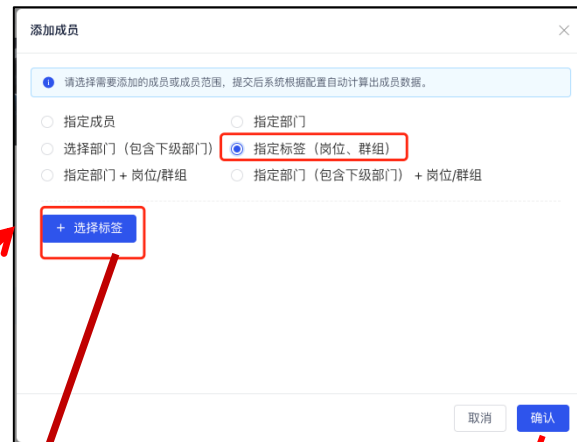 添加成员
请选择需要添加的成员或成员范围，提交后系统根据配置自动计算出成员数据。
指定成员 指定部门
选择部门（包含下级部门） 指定标签（岗位、群组）
指定部门 + 岗位/群组 指定部门（包含下级部门） + 岗位/群组
+ 选择标签
取消 确认